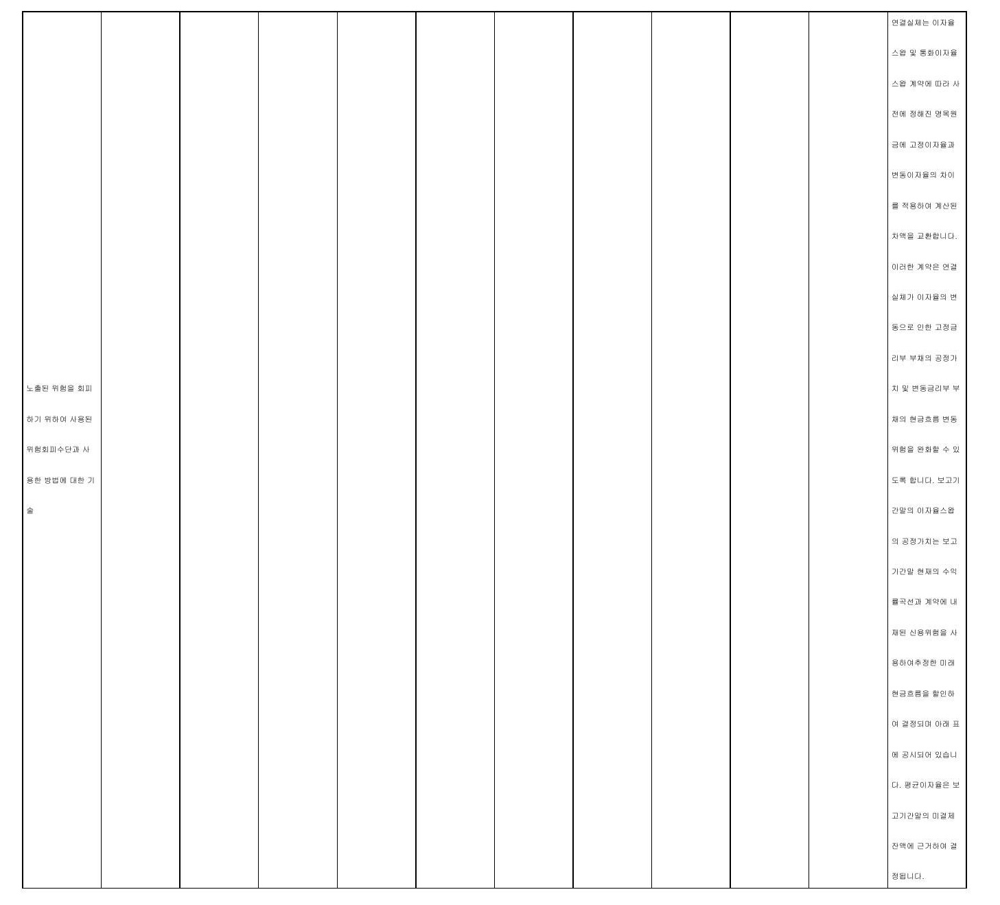 노출된 위험을 회피
하기 위하여 사용된
위험회피수단과 사
용한 방법에 대한 기
술
연결실체는 이자율
스왑 및 통화이자율
스왑 계약에 따라 사
전에 정해진 명목원
금에 고정이자율과
변동이자율의 차이
를 적용하여 계산된
차액을 교환합니다.
이러한 계약은 연결
실체가 이자율의 변
동으로 인한 고정금
리부 부채의 공정가
치 및 변동금리부 부
채의 현금흐름 변동
위험을 완화할 수 있
도록 합니다. 보고기
간말의 이자율스왑
의 공정가치는 보고
기간말 현재의 수익
률곡선과 계약에 내
재된 신용위험을 사
용하여추정한 미래
현금흐름을 할인하
여 결정되며 아래 표
에 공시되어 있습니
다. 평균이자율은 보
고기간말의 미결제
잔액에 근거하여 결
정됩니다.